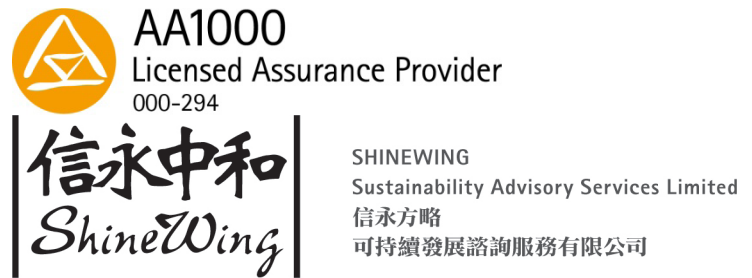 AA1000
Licensed Assurance Provider
000-294
信永中和
ShineWing
SHINEWING
Sustainability Advisory Services Limited
信永方略
可持續發展諮詢服務有限公司